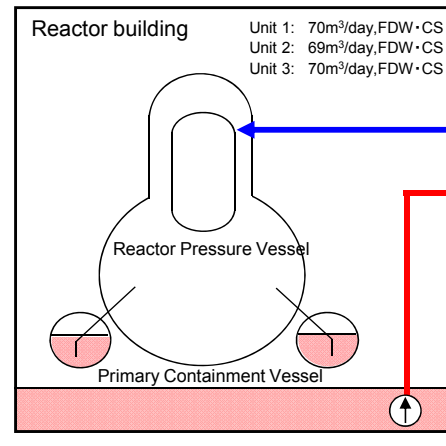 Reactor building
Unit 1: 70m³/day,FDW・CS
Unit 2: 69m³/day,FDW・CS
Unit 3: 70m³/day,FDW・CS
Reactor Pressure Vessel
Primary Containment Vessel